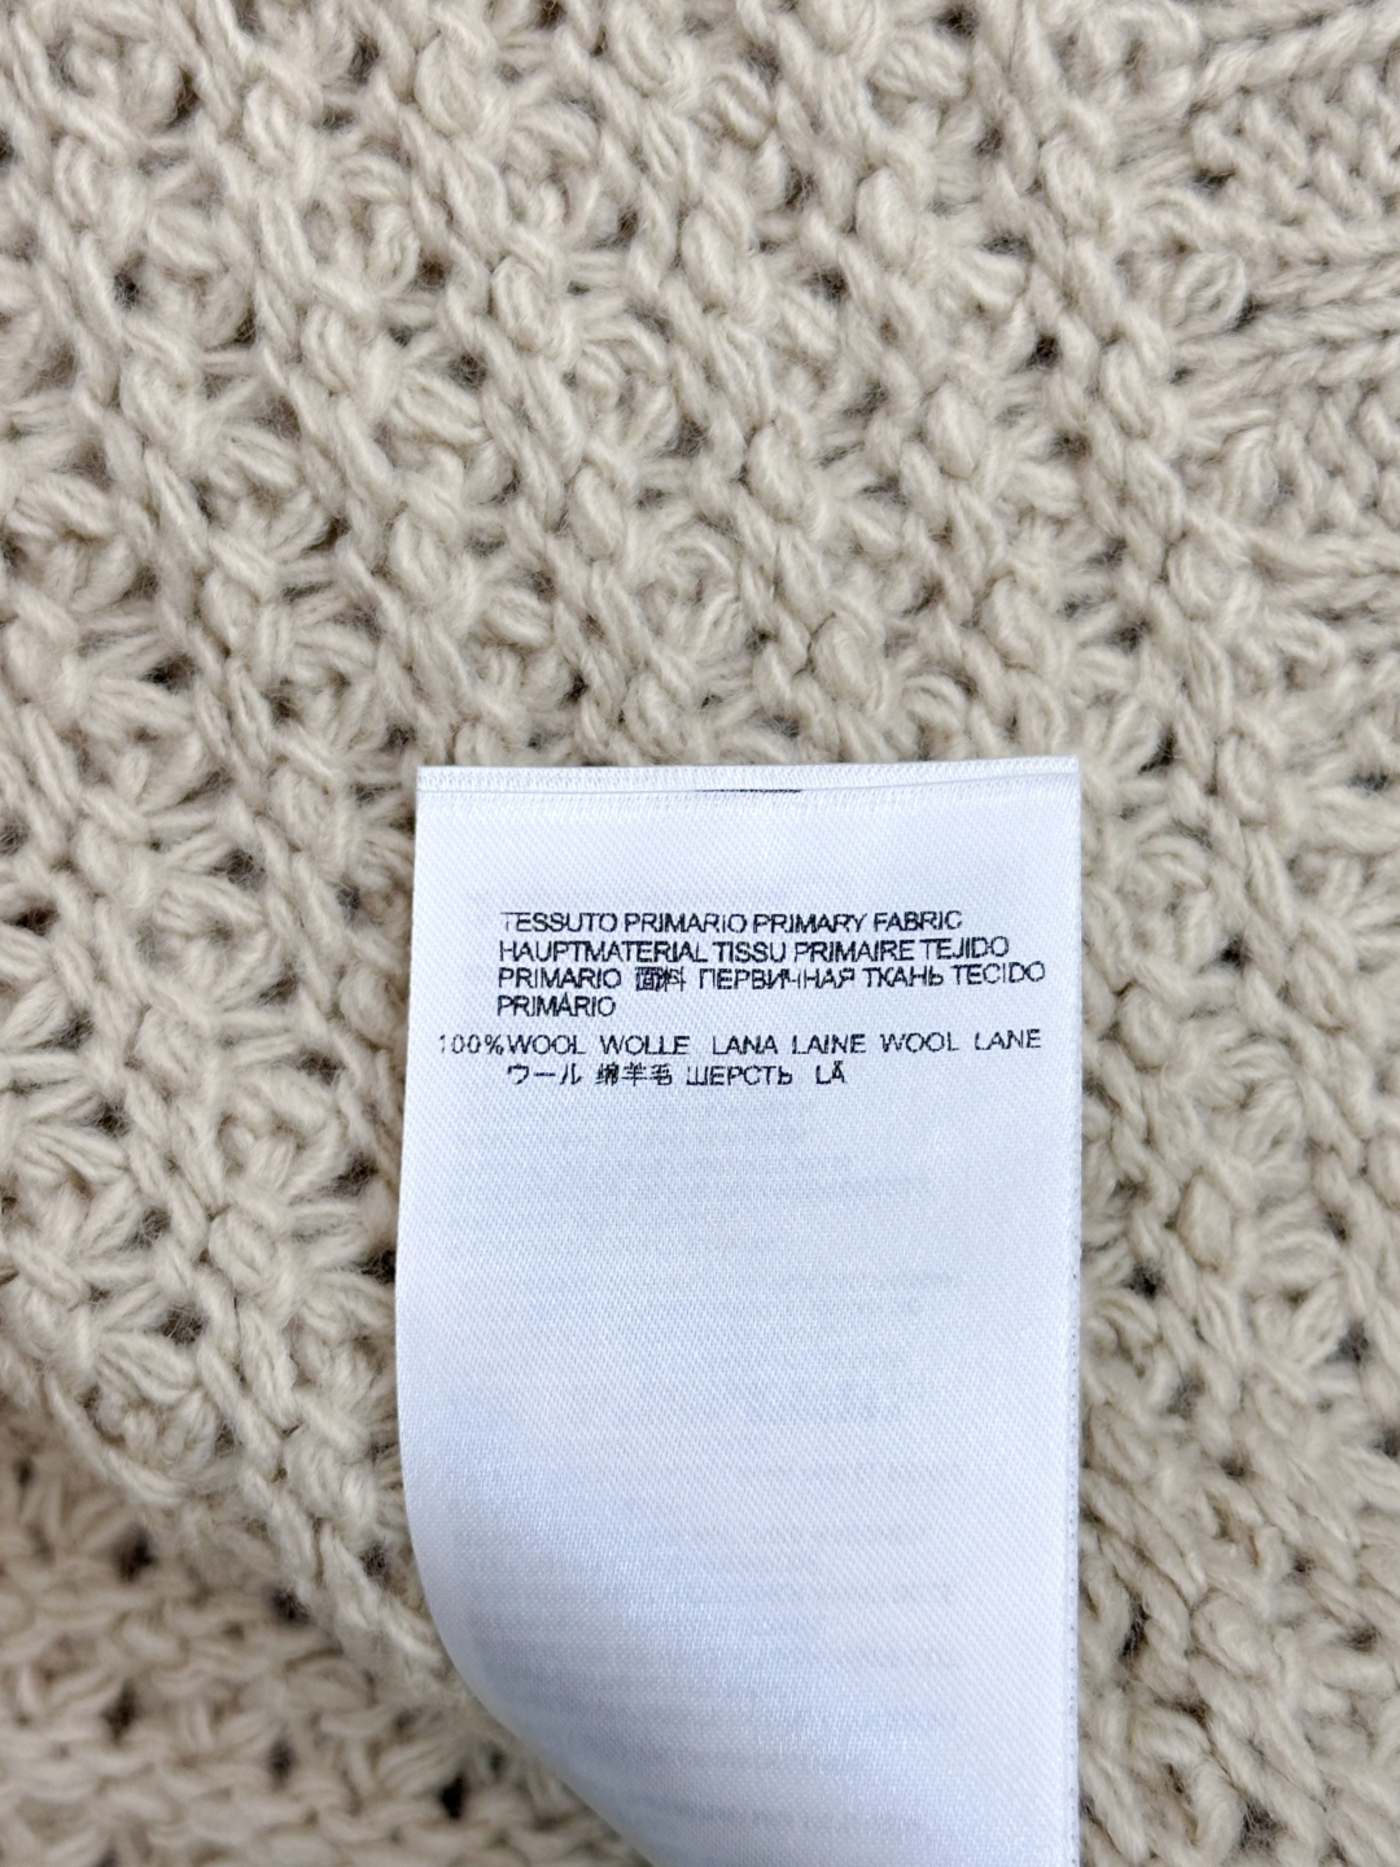 TESSUTO PRIMARIO PRIMARY FABRIC
HAUPTMATERIAL TISSU PRIMAIRE TEJIDO
PRIMARIO 面料 ПЕРВИЧНАЯ ТКАНЬ TECIDO
PRIMÁRIO
100%WOOL WOLLE LANA LAINE WOOL LANE
ウール 绵羊毛 ШЕРСТЬ LÃ